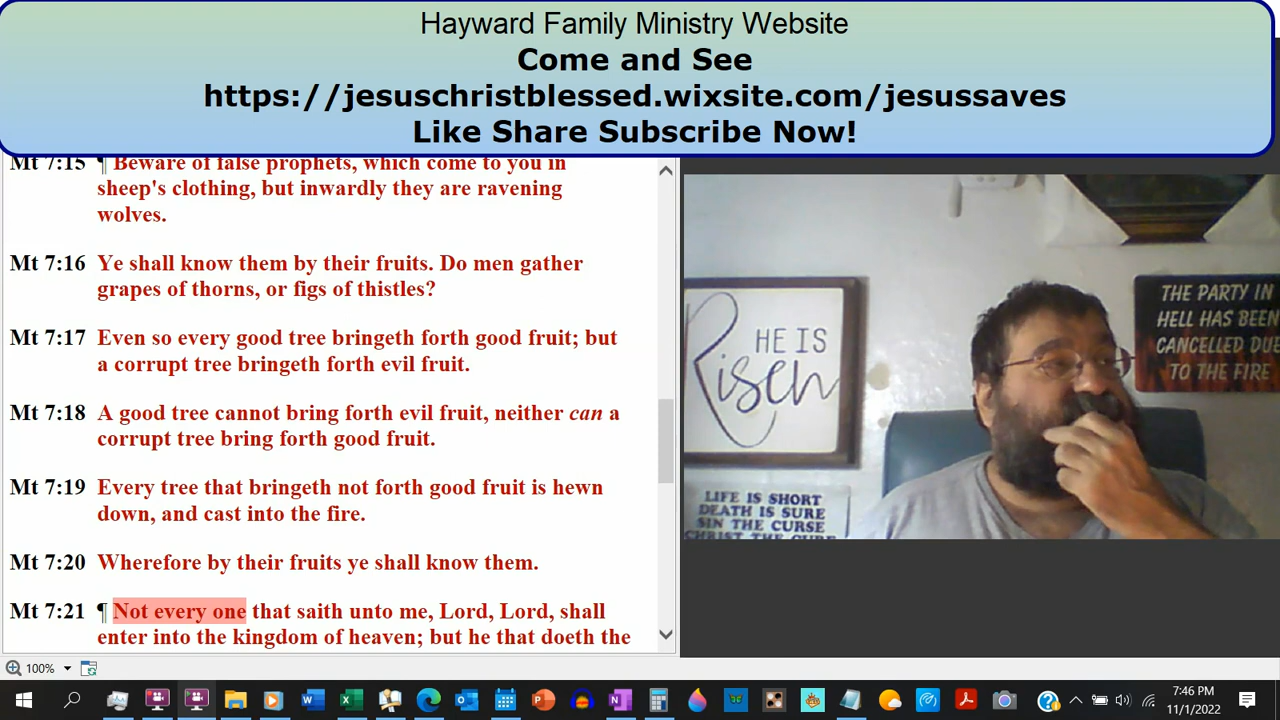 Hayward Family Ministry Website
Come and See
https://jesuschristblessed.wixsite.com/jesussaves
Like Share Subscribe Now!
Mt 7:15 ¶ Beware of false prophets, which come to you in
sheep's clothing, but inwardly they are ravening
wolves.
Mt 7:16 Ye shall know them by their fruits. Do men gather
grapes of thorns, or figs of thistles?
Mt 7:17 Even so every good tree bringeth forth good fruit; but
a corrupt tree bringeth forth evil fruit.
Mt 7:18 A good tree cannot bring forth evil fruit, neither can a
corrupt tree bring forth good fruit.
Mt 7:19 Every tree that bringeth not forth good fruit is hewn
down, and cast into the fire.
Mt 7:20 Wherefore by their fruits ye shall know them.
Mt 7:21 ¶ Not every one that saith unto me, Lord, Lord, shall
enter into the kingdom of heaven; but he that doeth the
HE IS
Risen
THE PARTY IN
HELL HAS BEEN
CANCELLED DUE
TO THE FIRE
LIFE IS SHORT
DEATH IS SURE
SIN THE CURSE
CHRIST THE CURE
100%
7:46 PM
11/1/2022